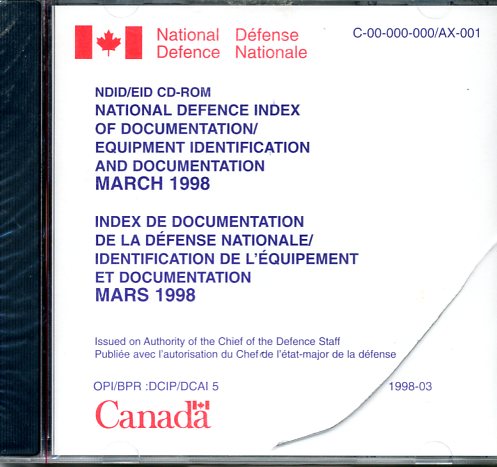 National Défense
Defence Nationale
C-00-000-000/AX-001
NDID/EID CD-ROM
NATIONAL DEFENCE INDEX
OF DOCUMENTATION/
EQUIPMENT IDENTIFICATION
AND DOCUMENTATION
MARCH 1998
INDEX DE DOCUMENTATION
DE LA DÉFENSE NATIONALE/
IDENTIFICATION DE L'ÉQUIPEMENT
ET DOCUMENTATION
MARS 1998
Issued on Authority of the Chief of the Defence Staff
Publiée avec l'autorisation du Chef de l'état-major de la défense
OPI/BPR :DCIP/DCAI 5 1998-03
Canada